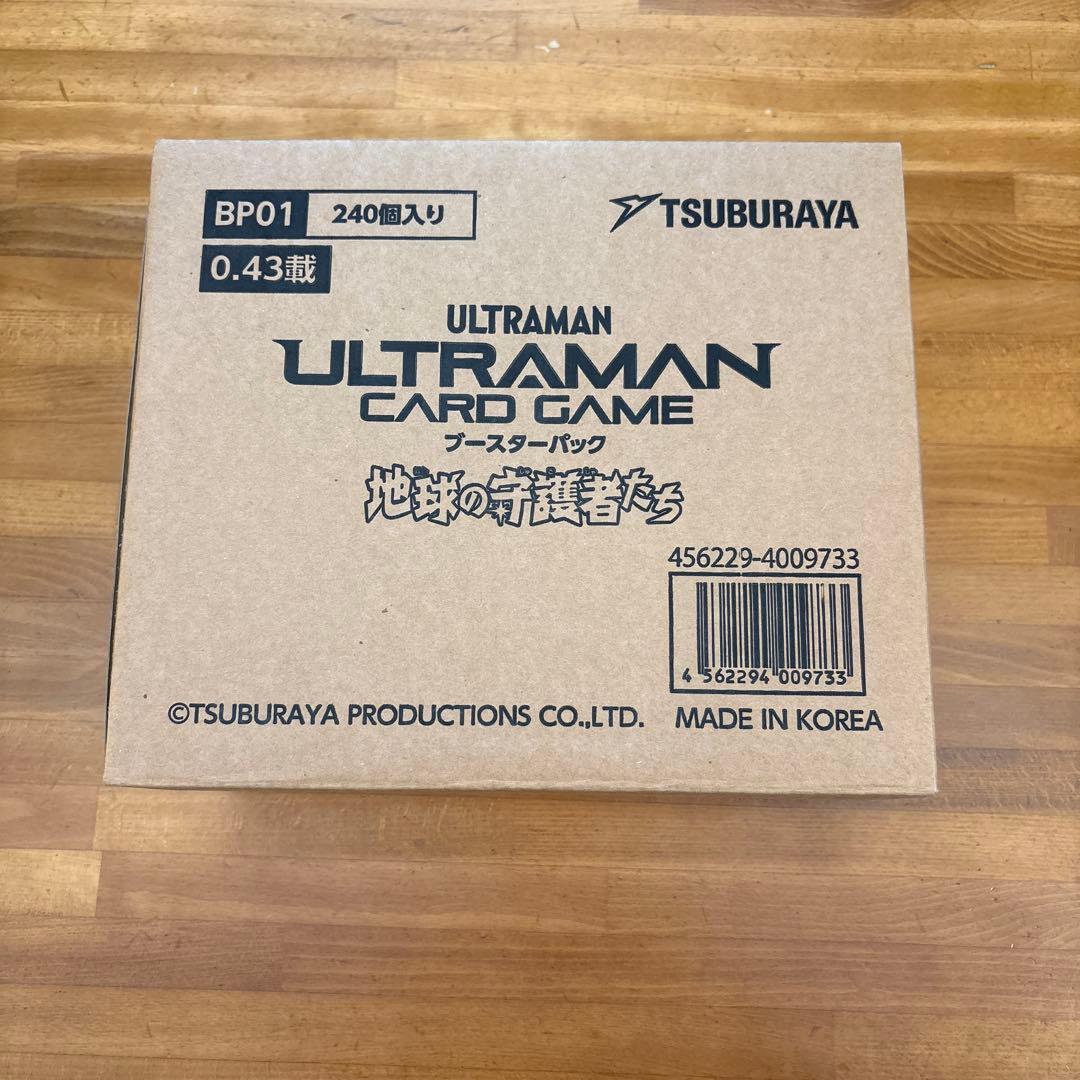 BP01 240個入り
TSUBURAYA
0.43載
ULTRAMAN
ULTRAMAN
CARD GAME
ブースターパック
地球の守護者たち
456229-4009733
4 562294 009733
©TSUBURAYA PRODUCTIONS CO.,LTD. MADE IN KOREA